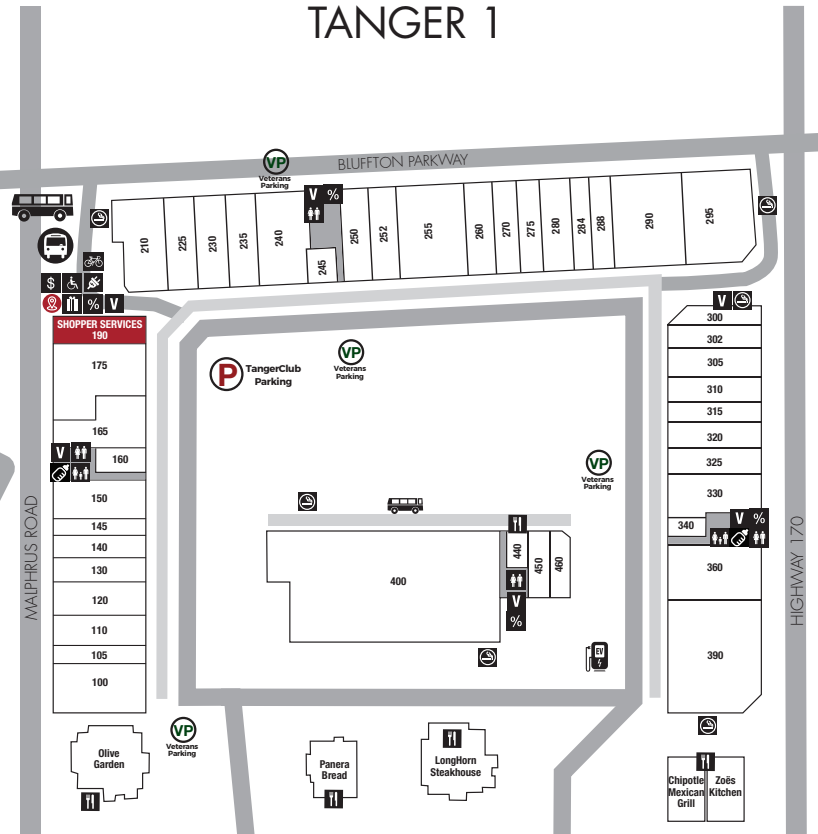 TANGER 1
BLUFFTON PARKWAY
VP
Veterans
Parking
V %
210
225
230
235
240
245
250
252
255
260
270
275
280
284
288
290
295
$
% V
SHOPPER SERVICES
190
175
165
V
160
150
145
140
130
120
110
105
100
MALPHRUS ROAD
P
TangerClub
Parking
VP
Veterans
Parking
VP
Veterans
Parking
400
440
450
460
V
%
EV
V
300
302
305
310
315
320
325
330
340
V %
360
390
HIGHWAY 170
VP
Veterans
Parking
Olive
Garden
Panera
Bread
LongHorn
Steakhouse
Chipotle
Mexican
Grill
Zoës
Kitchen